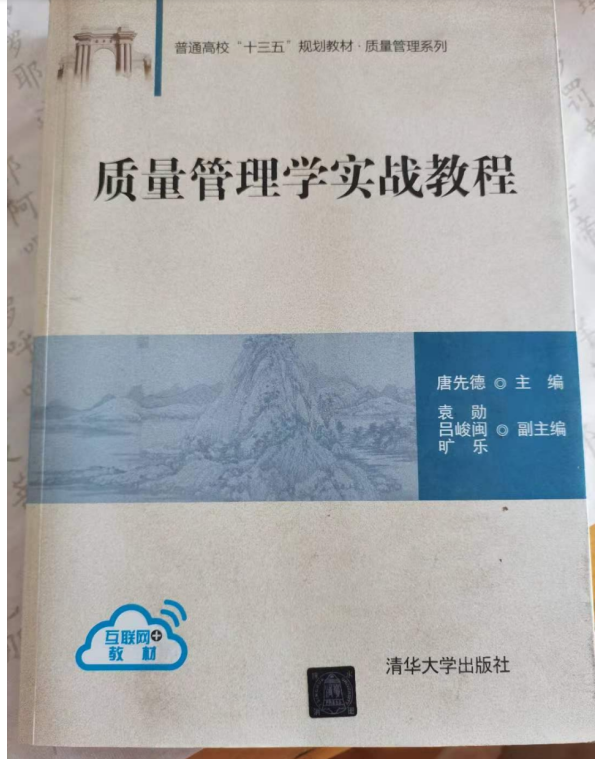 普通高校“十三五”规划教材·质量管理系列
质量管理学实战教程
唐先德 ◎ 主 编
袁 勋
吕峻闽 ◎ 副主编
旷 乐
互联网+
教 材
清华大学出版社